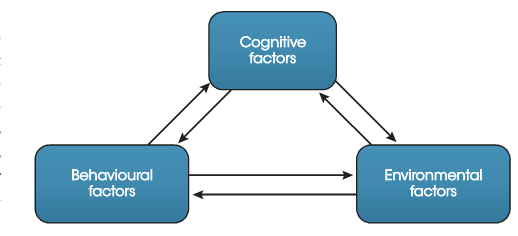 Cognitive
factors
Behavioural
factors
Environmental
factors